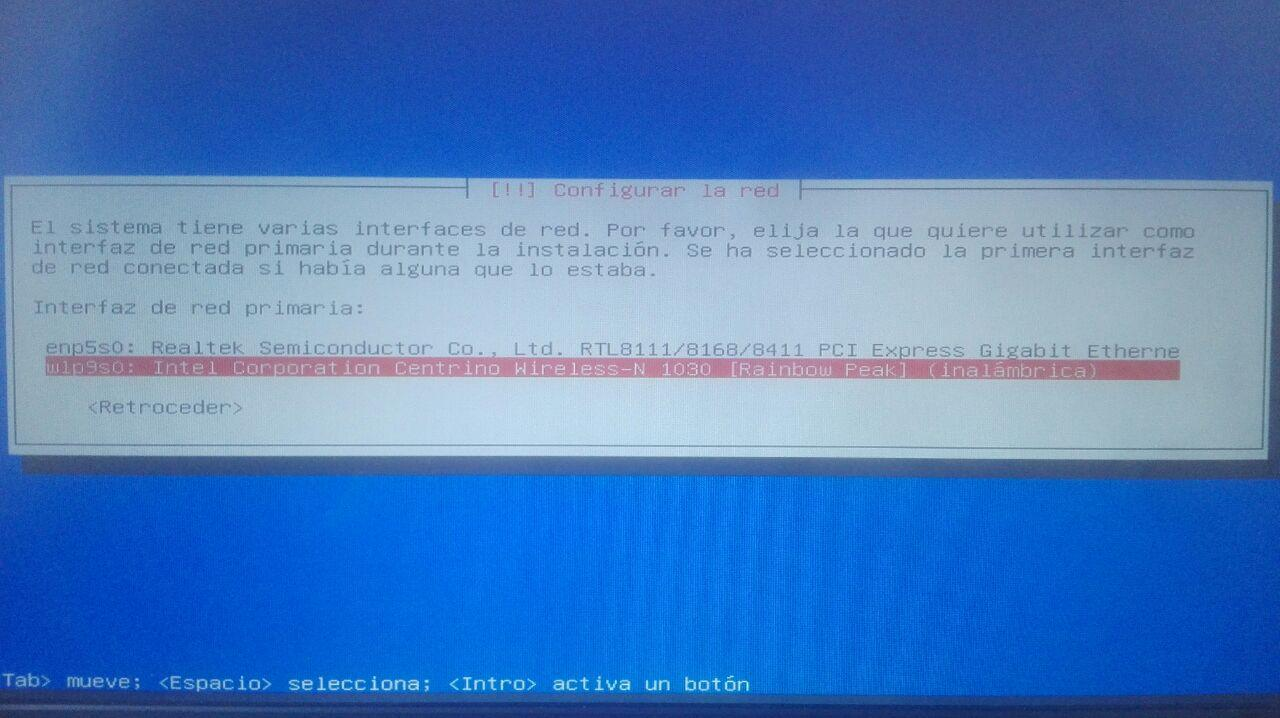 [!!] Configurar la red
El sistema tiene varias interfaces de red. Por favor, elija la que quiere utilizar como
interfaz de red primaria durante la instalación. Se ha seleccionado la primera interfaz
de red conectada si había alguna que lo estaba.
Interfaz de red primaria:
enp5s0: Realtek Semiconductor Co., Ltd. RTL8111/8168/8411 PCI Express Gigabit Etherne
wlp9s0: Intel Corporation Centrino Wireless-N 1030 [Rainbow Peak] (inalámbrica)
<Retroceder>
Tab> mueve; <Espacio> selecciona; <Intro> activa un botón